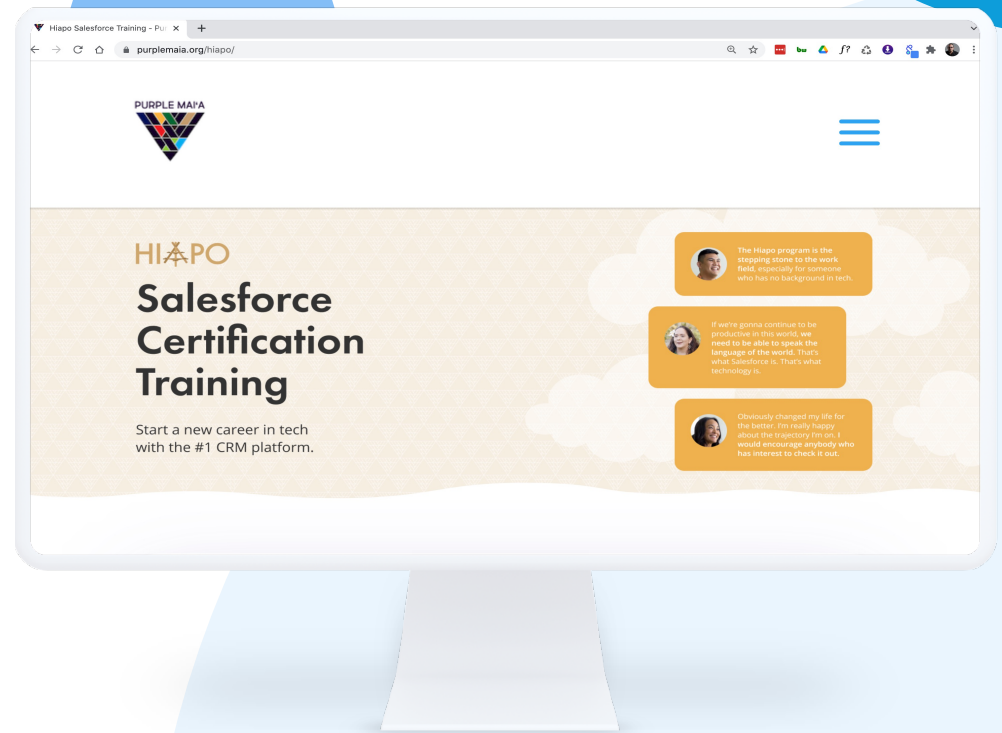 Hiapo Salesforce Training – Pur
purplemaia.org/hiapo/
f?
PURPLE MAI‘A
HIAPO
Salesforce
Certification
Training
Start a new career in tech
with the #1 CRM platform.
The Hiapo program is the
stepping stone to the work
field, especially for someone
who has no background in tech.
If we're gonna continue to be
productive in this world, we
need to be able to speak the
language of the world. That's
what Salesforce is. That's what
technology is.
Obviously changed my life for
the better. I'm really happy
about the trajectory I'm on. I
would encourage anybody who
has interest to check it out.